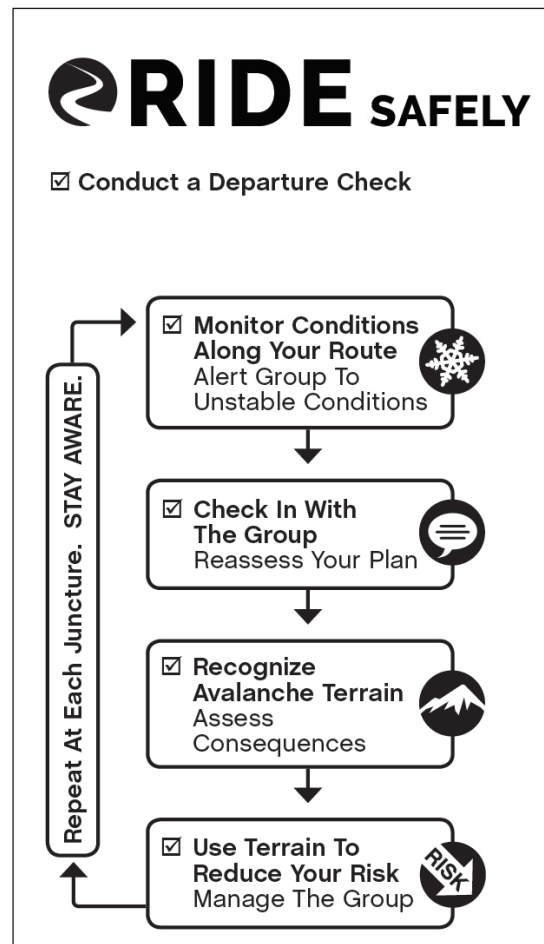 RIDE SAFELY
☑ Conduct a Departure Check
☑ Monitor Conditions
Along Your Route
Alert Group To
Unstable Conditions
☑ Check In With
The Group
Reassess Your Plan
☑ Recognize
Avalanche Terrain
Assess
Consequences
☑ Use Terrain To
Reduce Your Risk
Manage The Group
RISK
Repeat At Each Juncture. STAY AWARE.